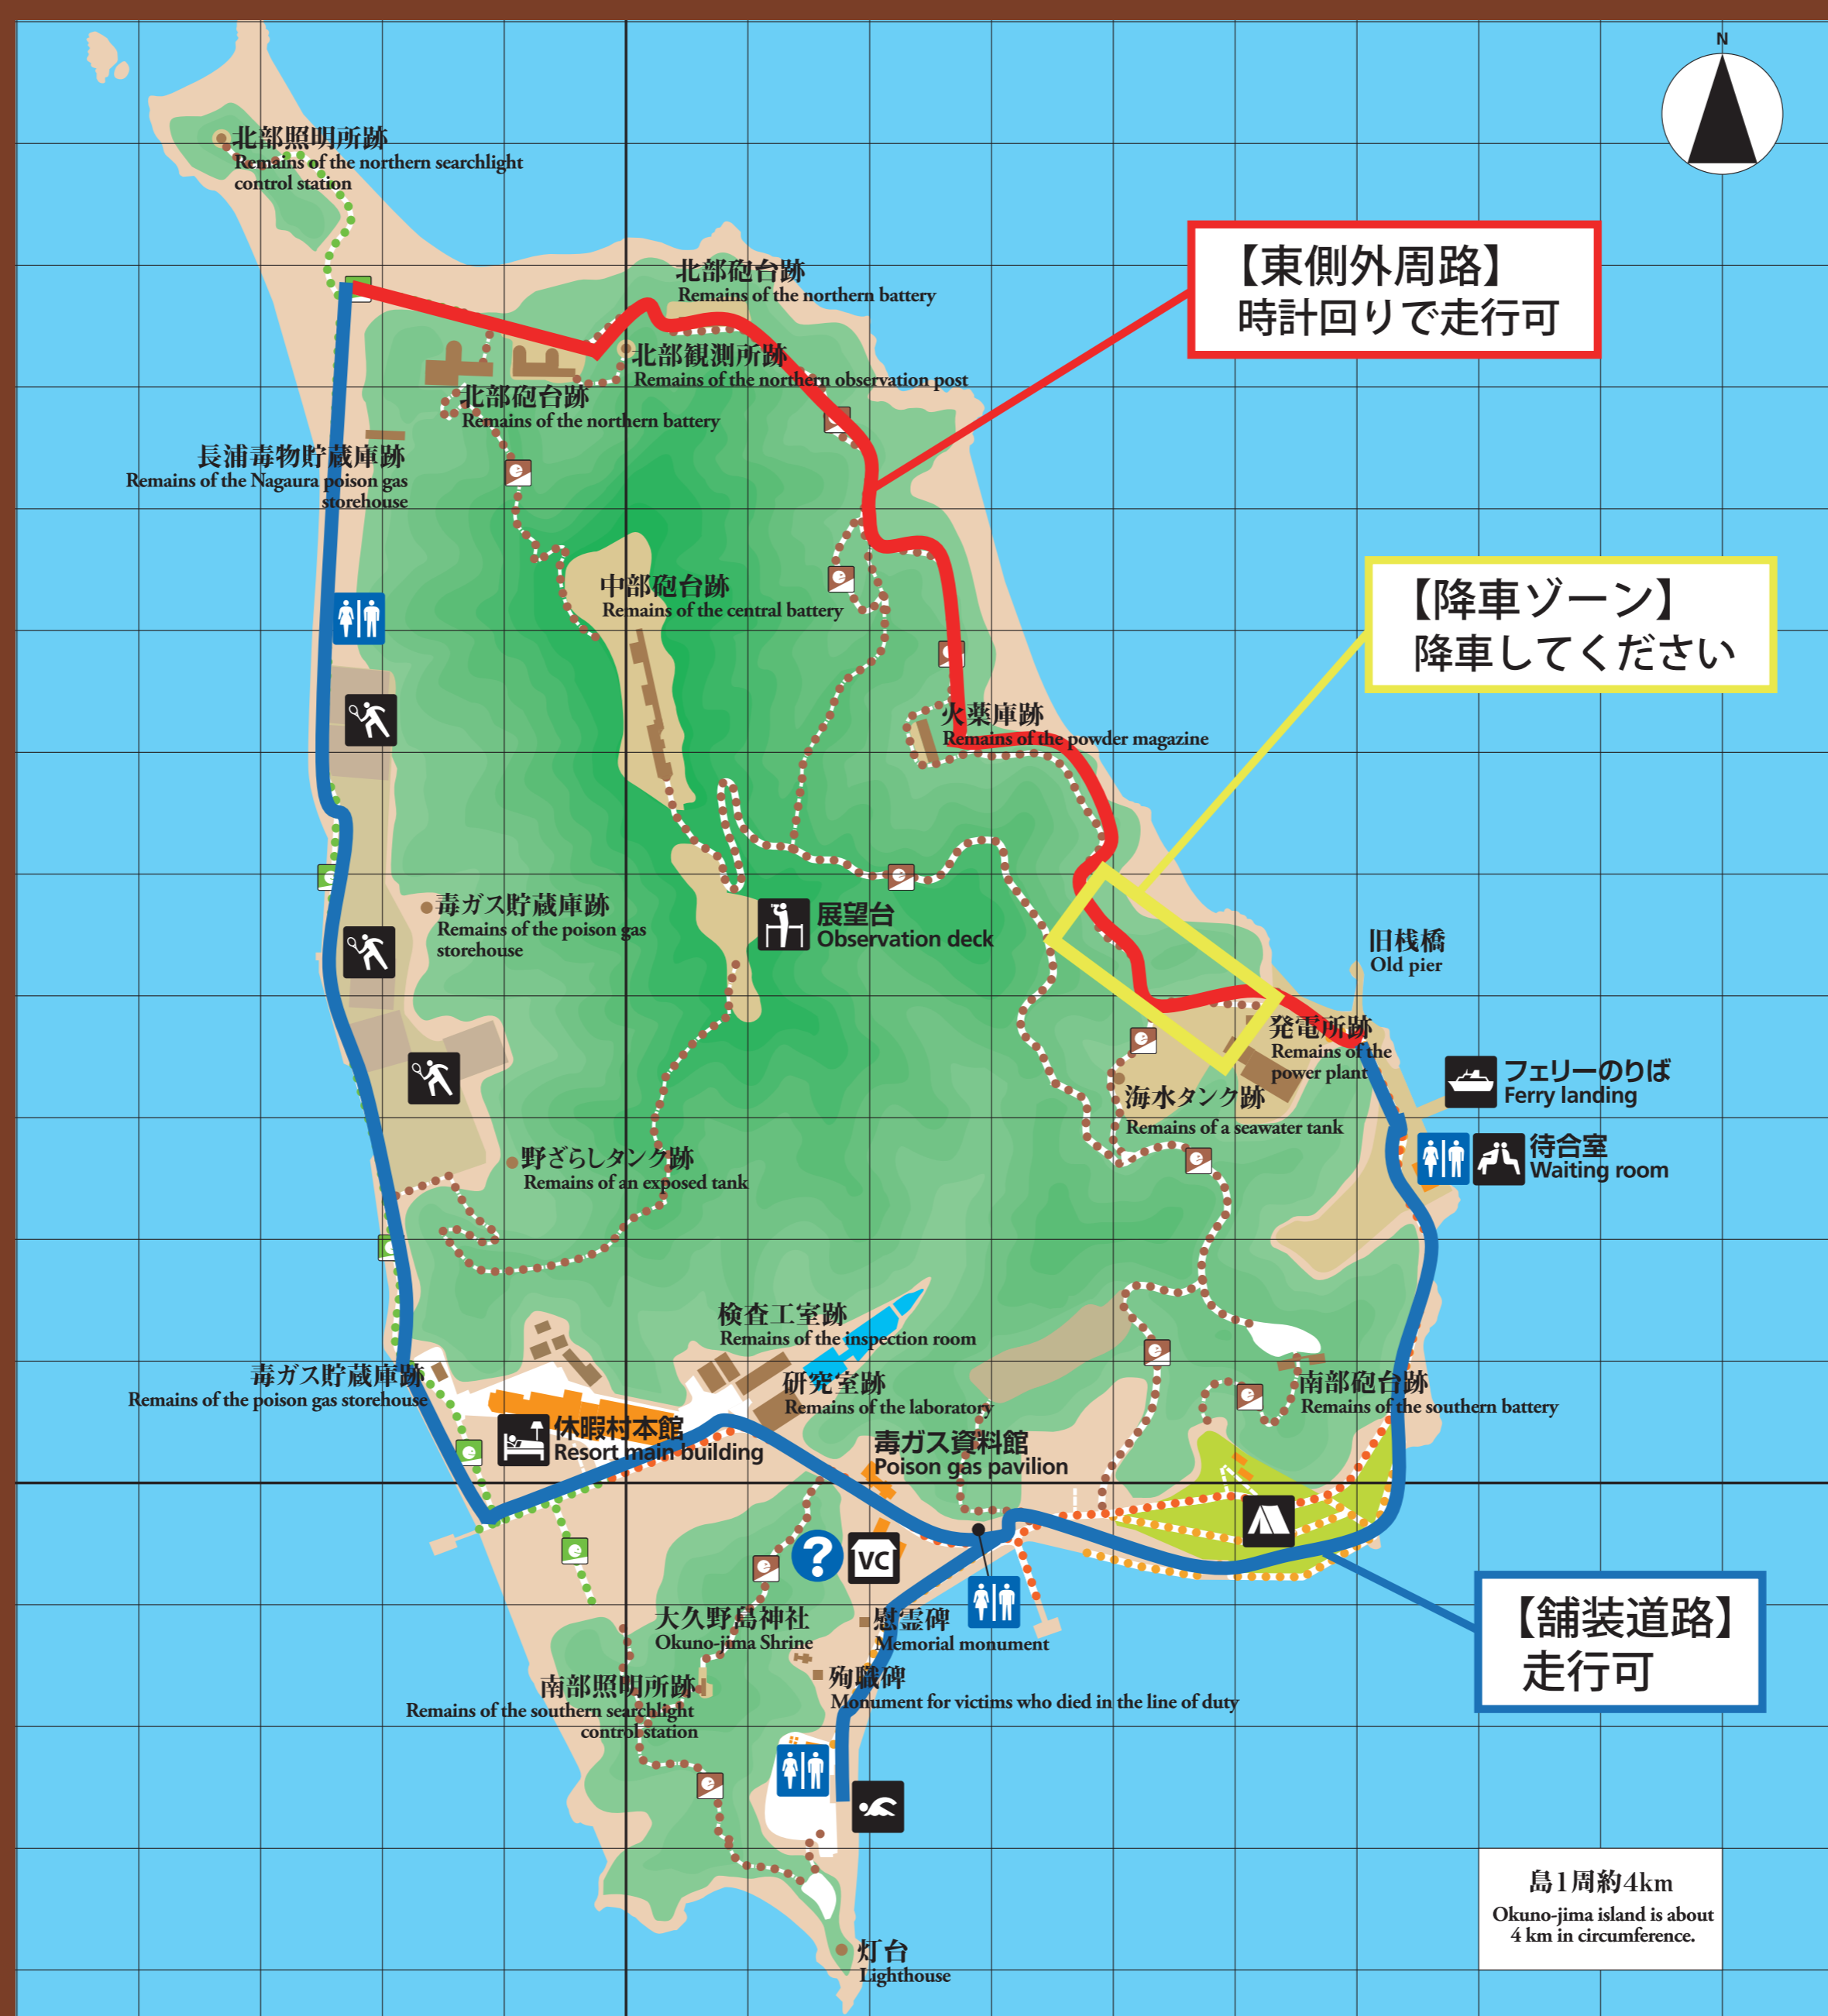 N
北部照明所跡
Remains of the northern searchlight
control station
【東側外周路】
時計回りで走行可
北部砲台跡
Remains of the northern battery
北部観測所跡
Remains of the northern observation post
北部砲台跡
Remains of the northern battery
長浦毒物貯蔵庫跡
Remains of the Nagaura poison gas
storehouse
【降車ゾーン】
降車してください
中部砲台跡
Remains of the central battery
火薬庫跡
Remains of the powder magazine
毒ガス貯蔵庫跡
Remains of the poison gas
storehouse
展望台
Observation deck
旧桟橋
Old pier
発電所跡
Remains of the
power plant
フェリーのりば
Ferry landing
海水タンク跡
Remains of a seawater tank
待合室
Waiting room
野ざらしタンク跡
Remains of an exposed tank
検査工室跡
Remains of the inspection room
毒ガス貯蔵庫跡
Remains of the poison gas storehouse
研究室跡
Remains of the laboratory
南部砲台跡
Remains of the southern battery
休暇村本館
Resort main building
毒ガス資料館
Poison gas pavilion
?
VC
【舗装道路】
走行可
大久野島神社
Okuno-jima Shrine
慰霊碑
Memorial monument
殉職碑
Monument for victims who died in the line of duty
南部照明所跡
Remains of the southern searchlight
control station
島1周約4km
Okuno-jima island is about
4 km in circumference.
灯台
Lighthouse